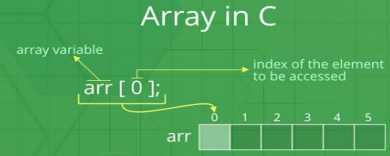 Array in C
array variable
index of the element
to be accessed
arr [ 0 ];
0 1 2 3 4 5
arr